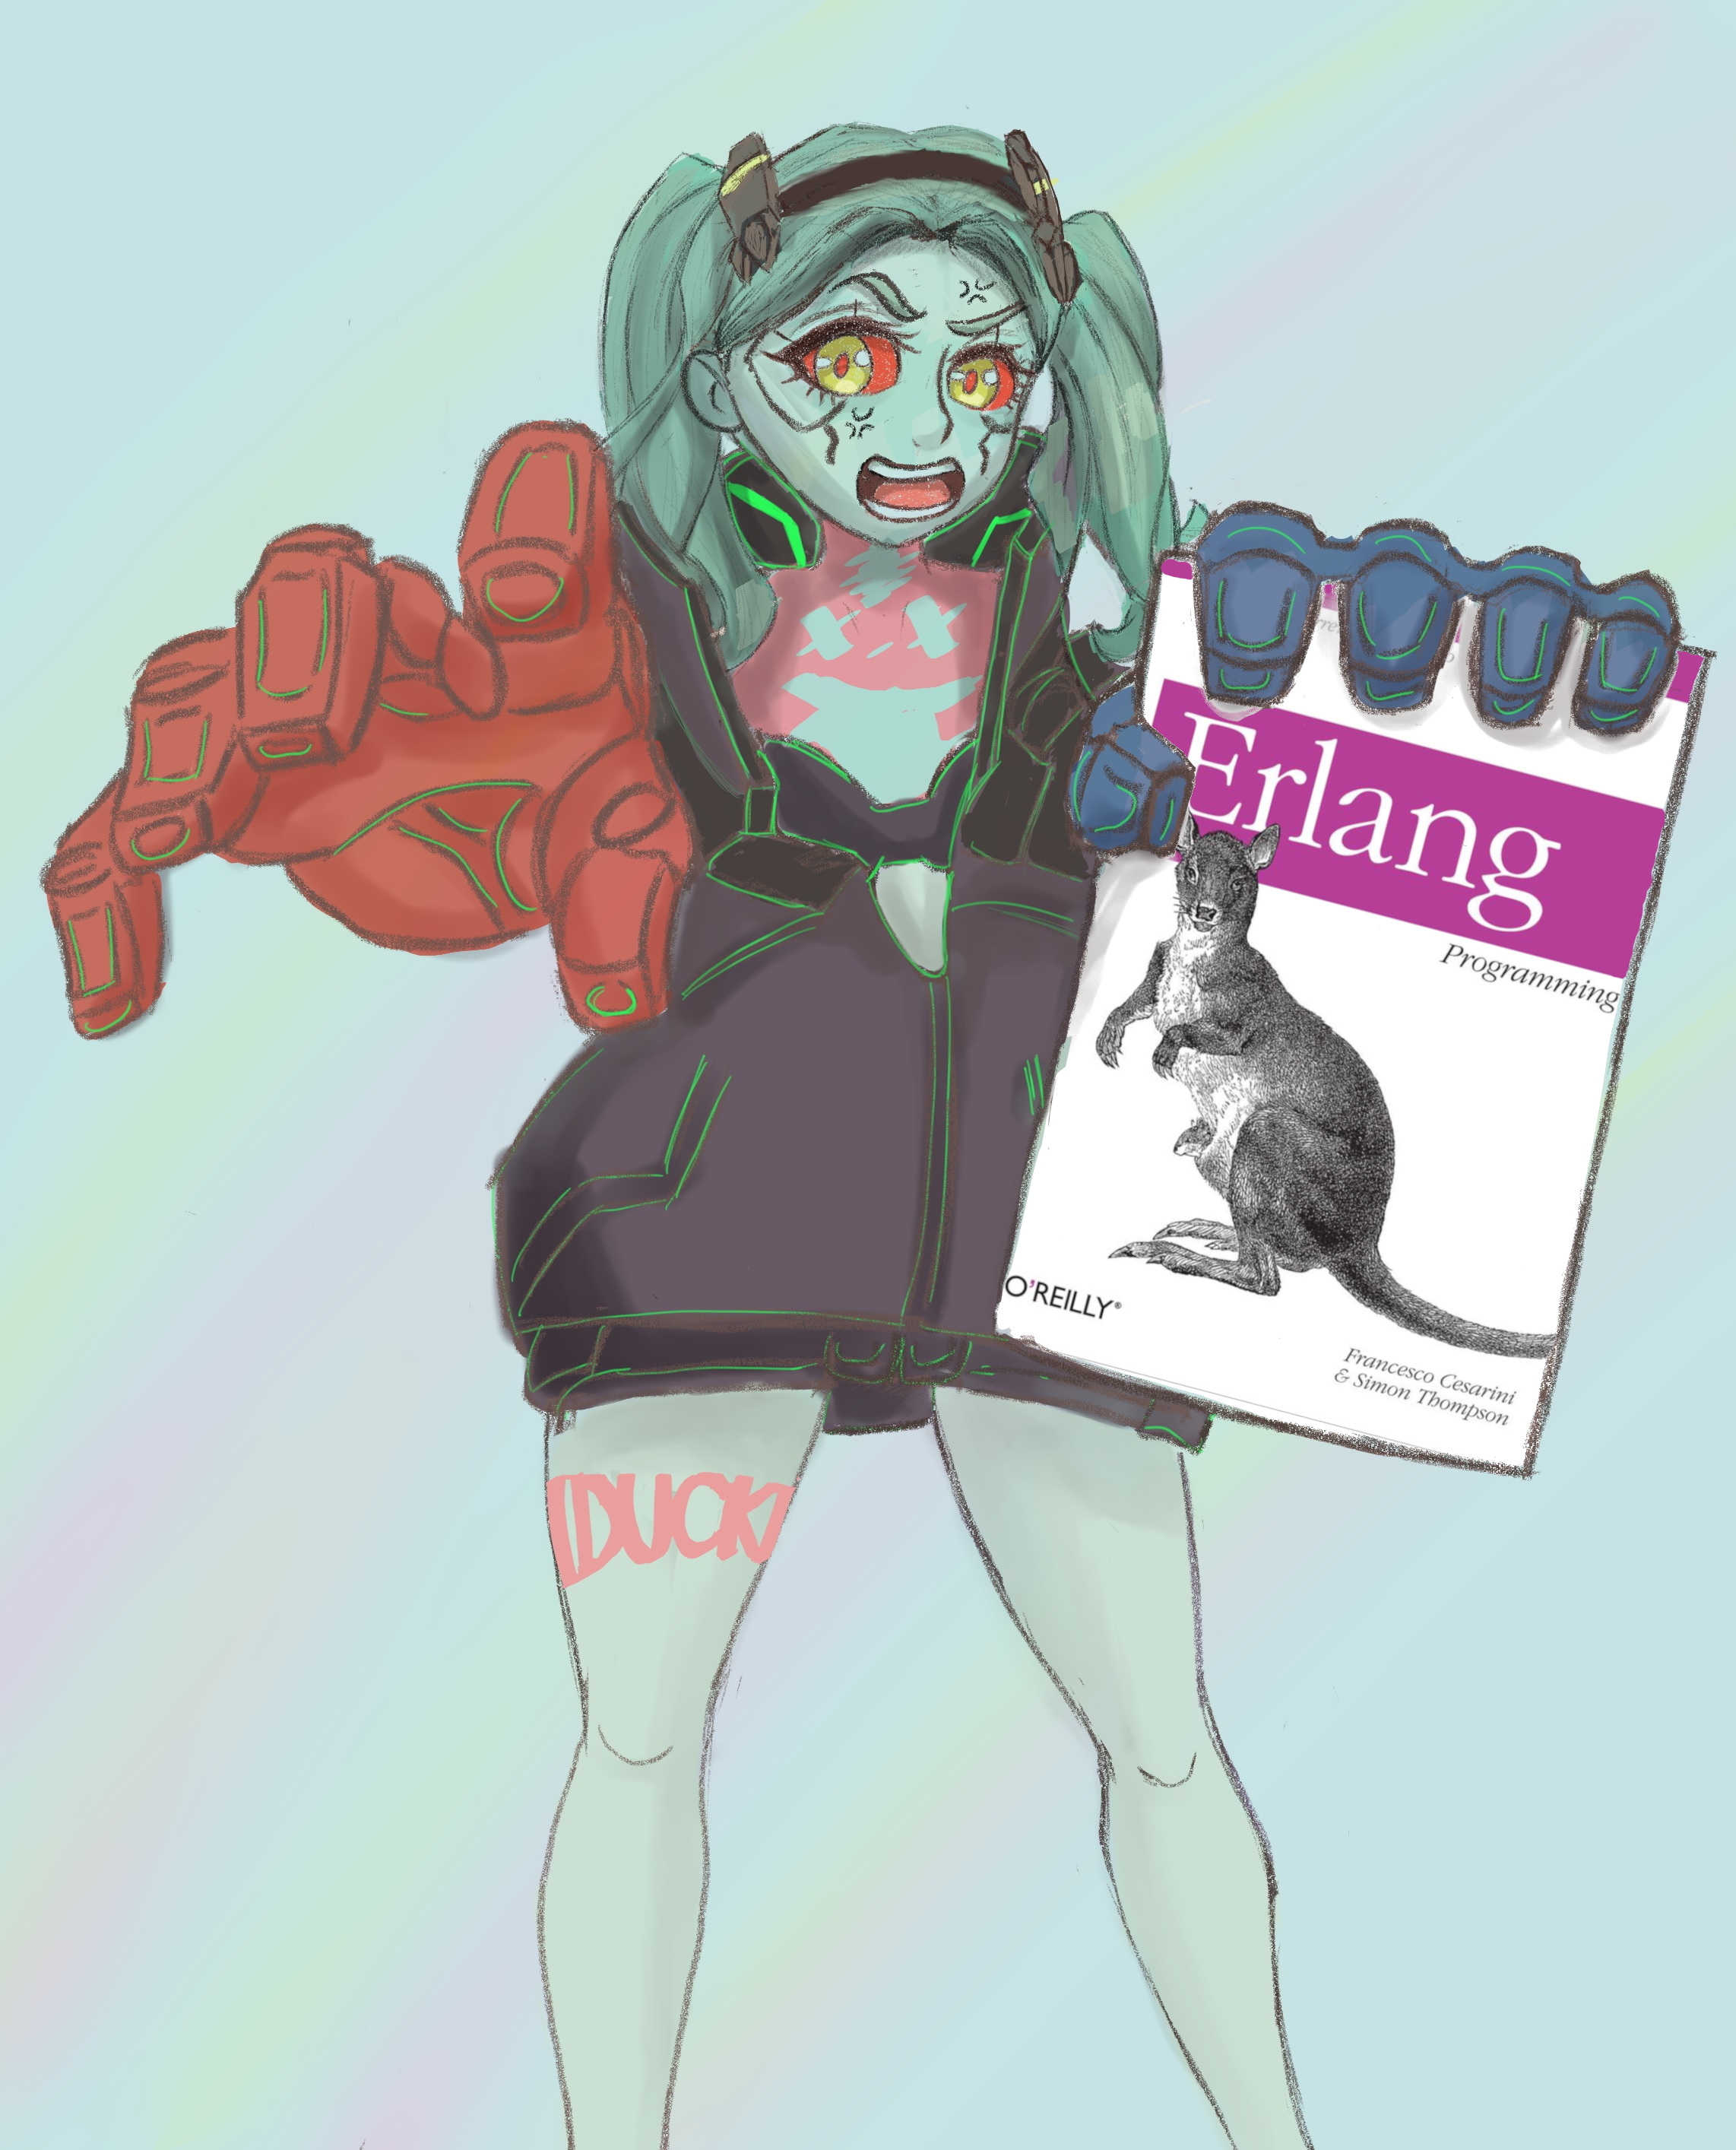 Erlang
Programming
O'REILLY®
Francesco Cesarini
& Simon Thompson
DUCK